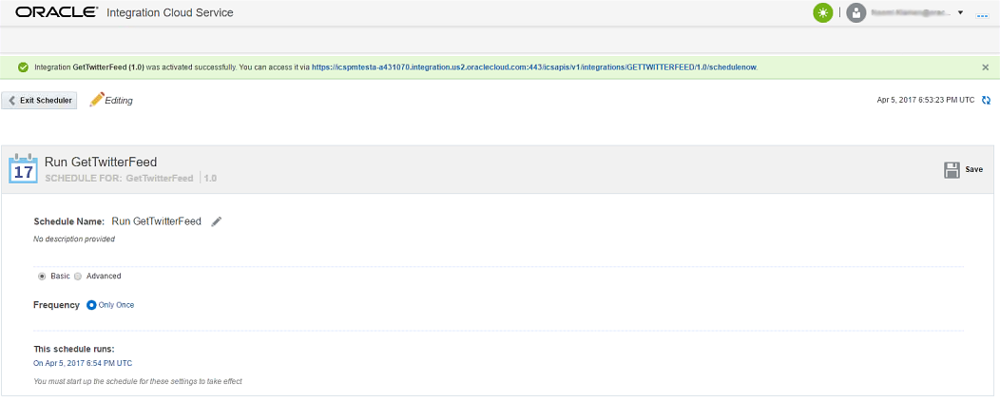 ORACLE® Integration Cloud Service
Integration GetTwitterFeed (1.0) was activated successfully. You can access it via https://icspmtesta-a431070.integration.us2.oraclecloud.com:443/icsapis/v1/integrations/GETTWITTERFEED/1.0/schedulenow.
Exit Scheduler Editing Apr 5, 2017 6:53:23 PM UTC
17 Run GetTwitterFeed
SCHEDULE FOR: GetTwitterFeed | 1.0 Save
Schedule Name: Run GetTwitterFeed
No description provided
Basic Advanced
Frequency Only Once
This schedule runs:
On Apr 5, 2017 6:54 PM UTC
You must start up the schedule for these settings to take effect